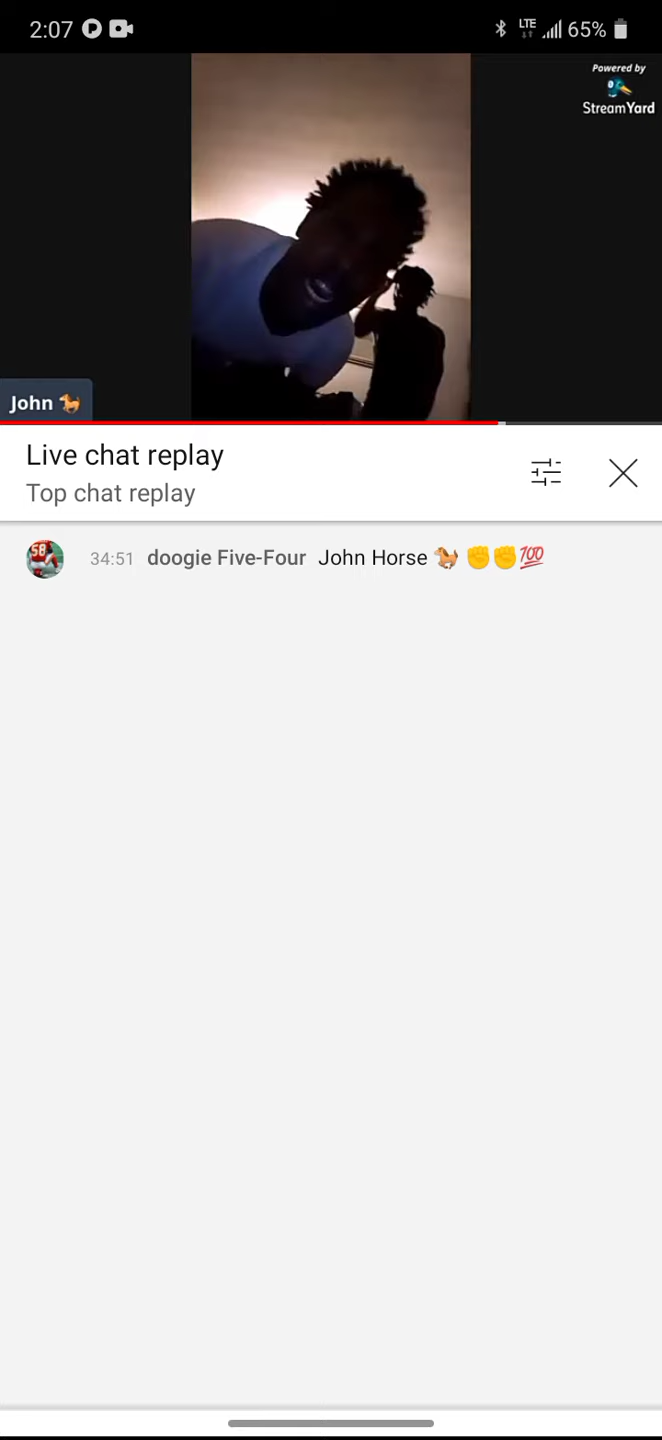 2:07 LTE 65%
Powered by
StreamYard
John 🐎
Live chat replay
Top chat replay
58
34:51 doogie Five-Four John Horse 🐎 ✊✊💯